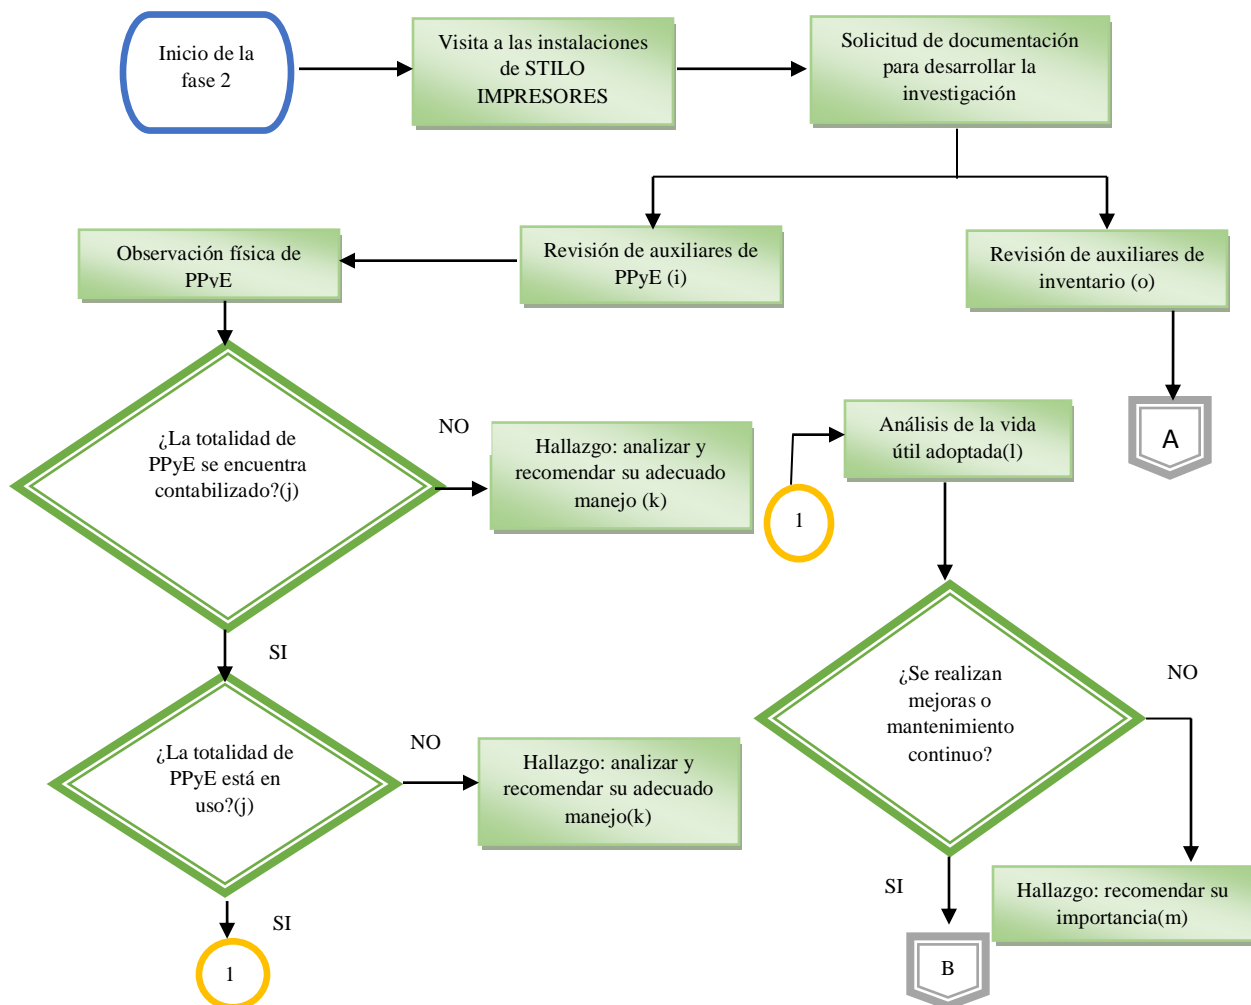 Inicio de la
fase 2
Visita a las instalaciones
de STILO
IMPRESORES
Solicitud de documentación
para desarrollar la
investigación
Observación física de
PPyE
Revisión de auxiliares de
PPyE (i)
Revisión de auxiliares de
inventario (o)
¿La totalidad de
PPyE se encuentra
contabilizado?(j)
NO
Hallazgo: analizar y
recomendar su adecuado
manejo (k)
1
Análisis de la vida
útil adoptada(l)
A
SI
¿La totalidad de
PPyE está en
uso?(j)
NO
Hallazgo: analizar y
recomendar su adecuado
manejo(k)
¿Se realizan
mejoras o
mantenimiento
continuo?
NO
SI
1
SI
B
Hallazgo: recomendar su
importancia(m)